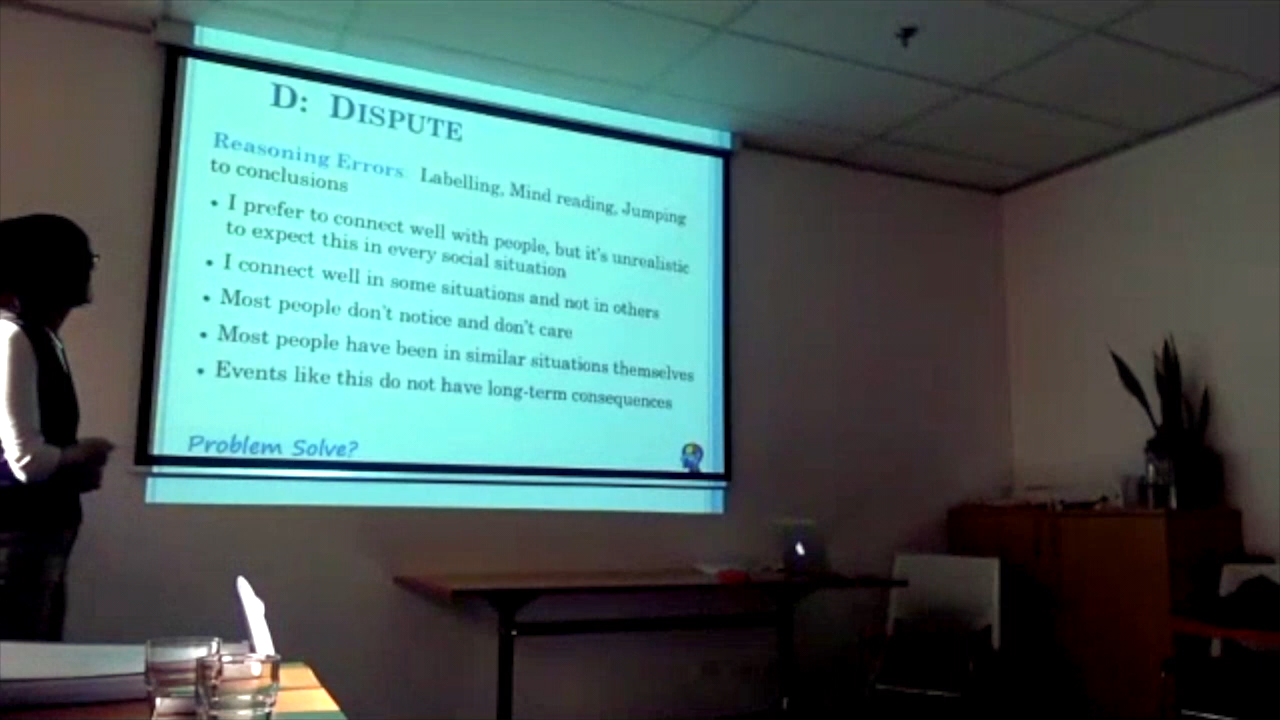 D: DISPUTE
Reasoning Errors: Labelling, Mind reading, Jumping
to conclusions
• I prefer to connect well with people, but it's unrealistic
to expect this in every social situation
• I connect well in some situations and not in others
• Most people don't notice and don't care
• Most people have been in similar situations themselves
• Events like this do not have long-term consequences
Problem Solve?